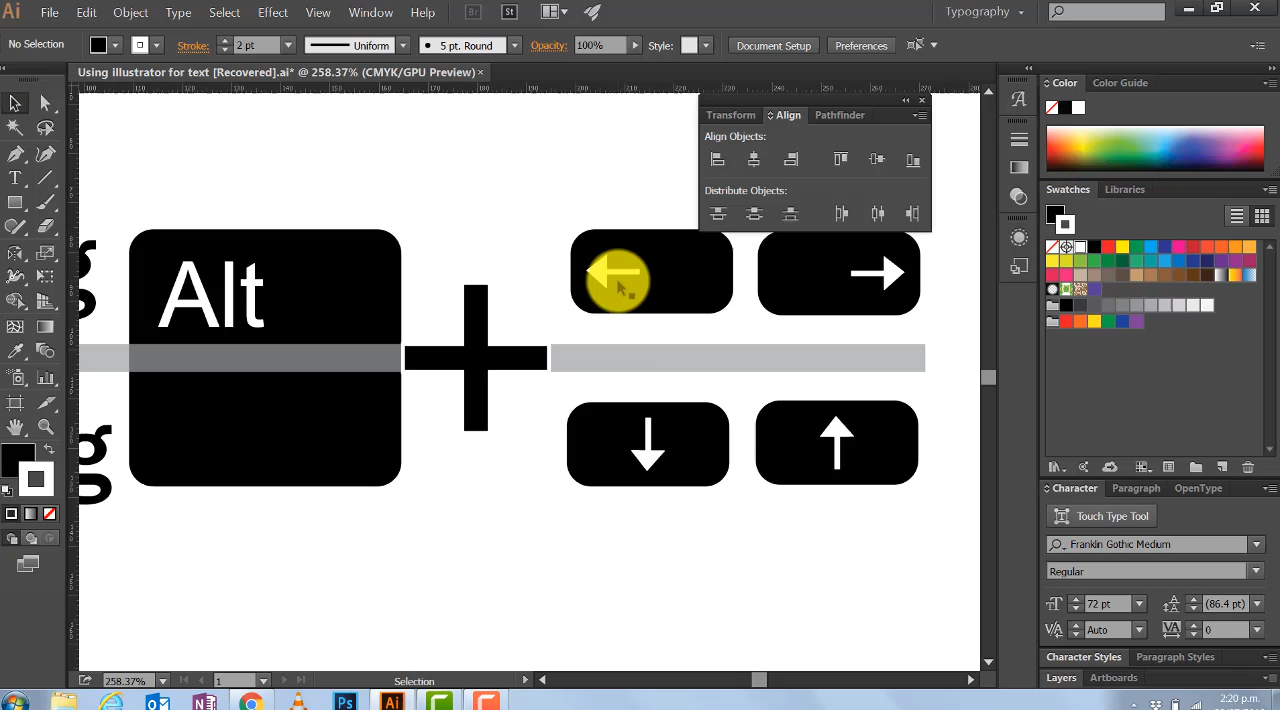 Ai File Edit Object Type Select Effect View Window Help Br St Typography
No Selection Stroke: 2 pt Uniform 5 pt. Round Opacity: 100% Style: Document Setup Preferences
Using illustrator for text [Recovered].ai* @ 258.37% (CMYK/GPU Preview) ×
Transform Align Pathfinder
Align Objects:
Distribute Objects:
Alt
g
g
Color Color Guide
Swatches Libraries
Character Paragraph OpenType
Touch Type Tool
Franklin Gothic Medium
Regular
72 pt (86.4 pt)
Auto 0
Character Styles Paragraph Styles
Layers Artboards
258.37% 1 Selection
Ps Ai
2:20 p.m.